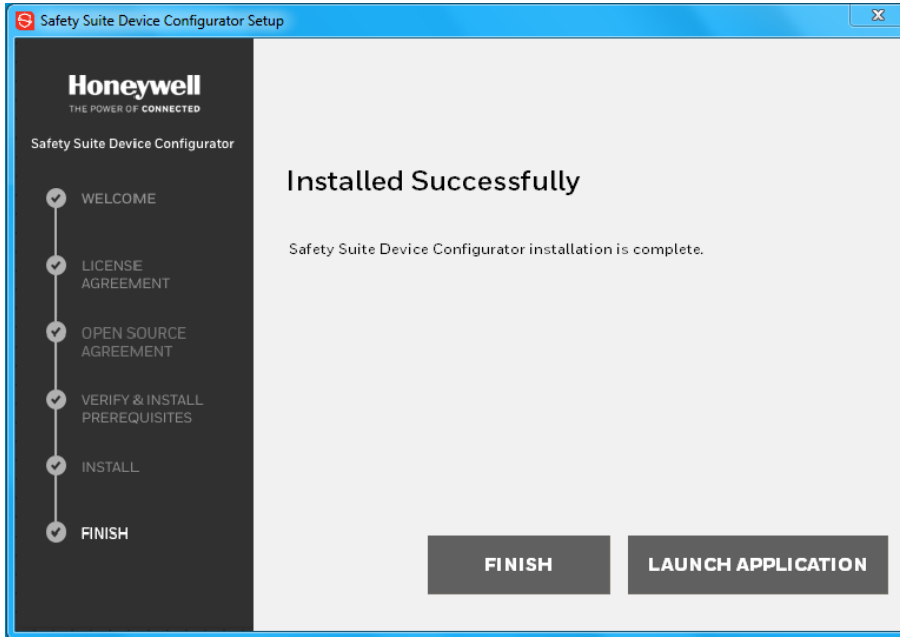 Safety Suite Device Configurator Setup
Honeywell
THE POWER OF CONNECTED
Safety Suite Device Configurator
WELCOME
LICENSE
AGREEMENT
OPEN SOURCE
AGREEMENT
VERIFY & INSTALL
PREREQUISITES
INSTALL
FINISH
Installed Successfully
Safety Suite Device Configurator installation is complete.
FINISH
LAUNCH APPLICATION